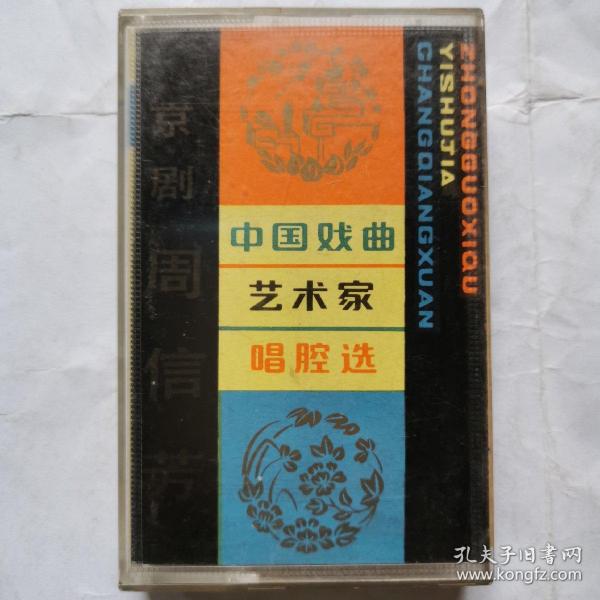 京剧周信芳
中国戏曲
艺术家
唱腔选
ZHONGGUOXIQU
YISHUJIA
CHANGQIANGXUAN
孔夫子旧书网
www.kongfz.com